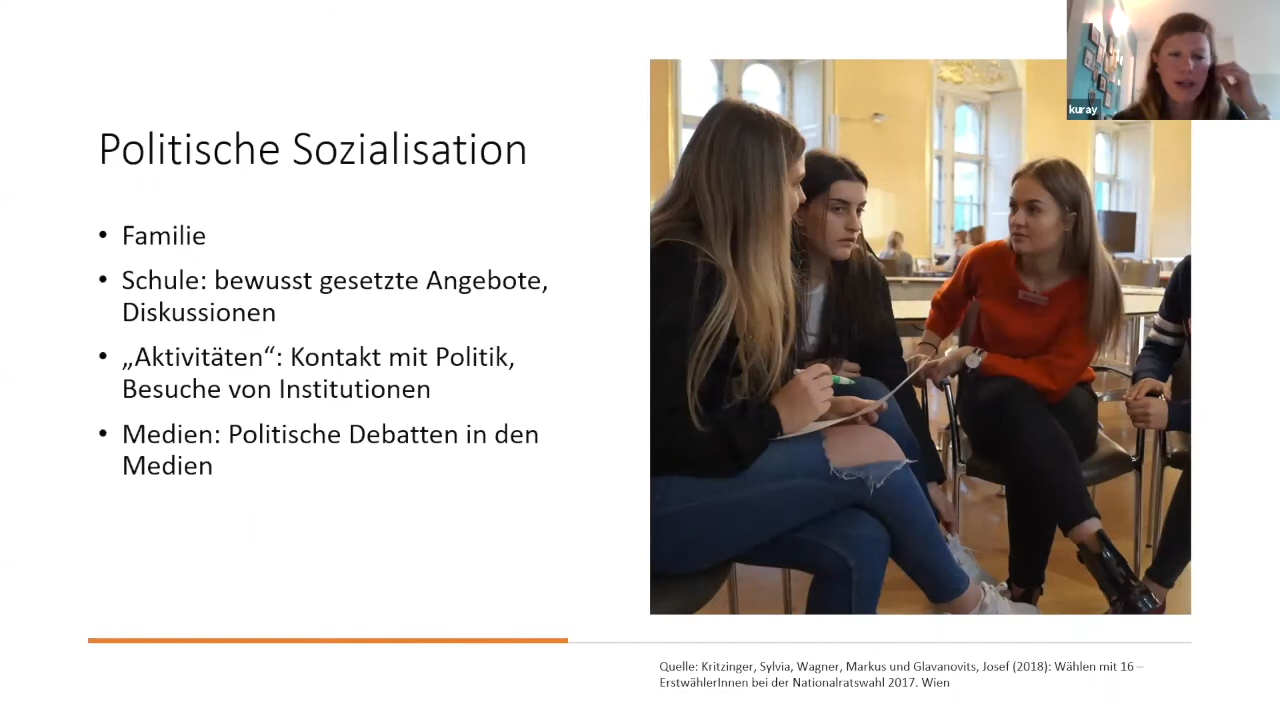 Politische Sozialisation
• Familie
• Schule: bewusst gesetzte Angebote,
Diskussionen
• „Aktivitäten“: Kontakt mit Politik,
Besuche von Institutionen
• Medien: Politische Debatten in den
Medien
kuray
Quelle: Kritzinger, Sylvia, Wagner, Markus und Glavanovits, Josef (2018): Wählen mit 16 –
ErstwählerInnen bei der Nationalratswahl 2017. Wien